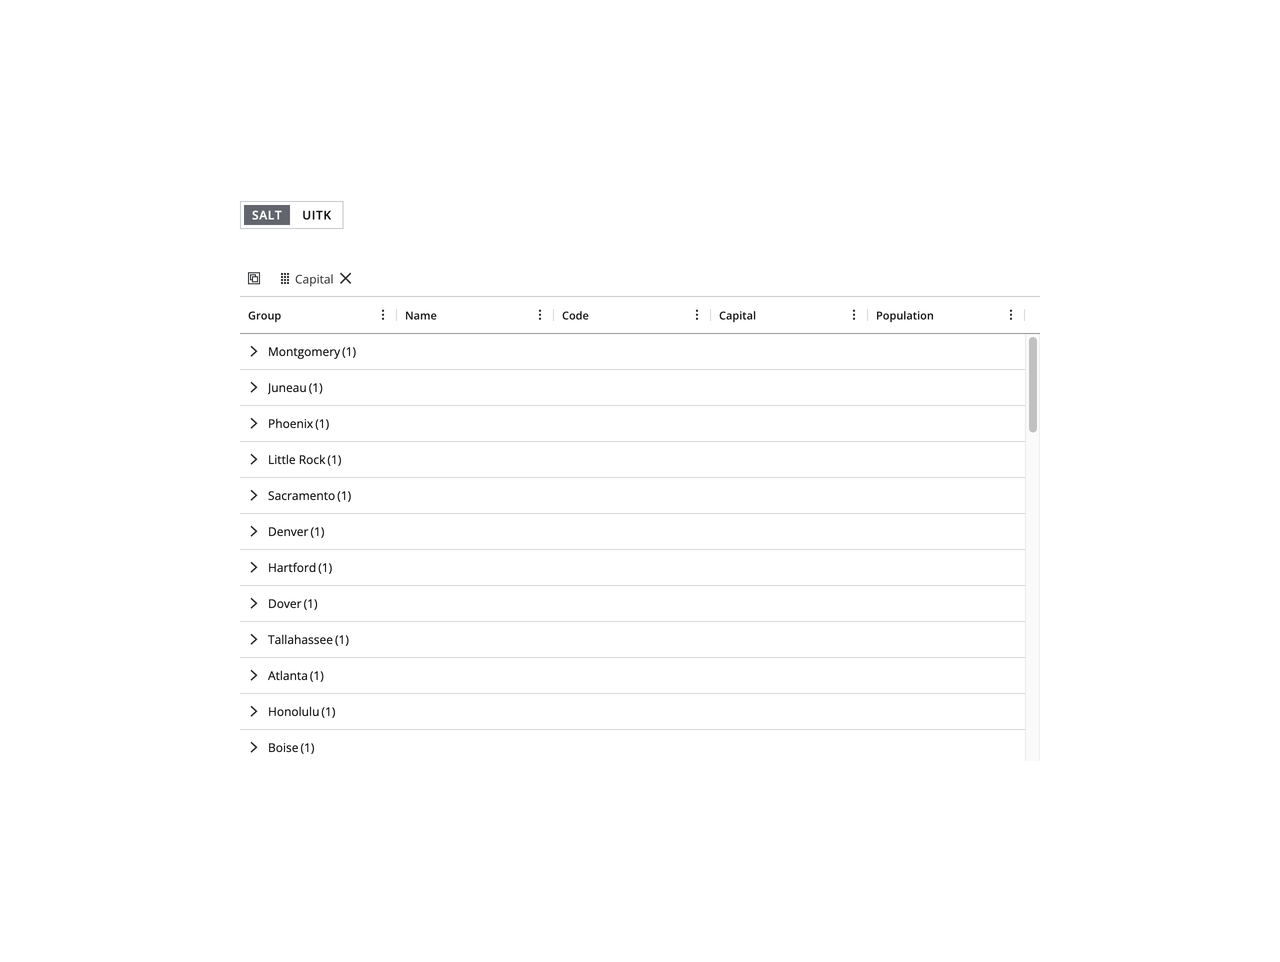 SALT UITK
Capital
Group Name Code Capital Population
Montgomery (1)
Juneau (1)
Phoenix (1)
Little Rock (1)
Sacramento (1)
Denver (1)
Hartford (1)
Dover (1)
Tallahassee (1)
Atlanta (1)
Honolulu (1)
Boise (1)